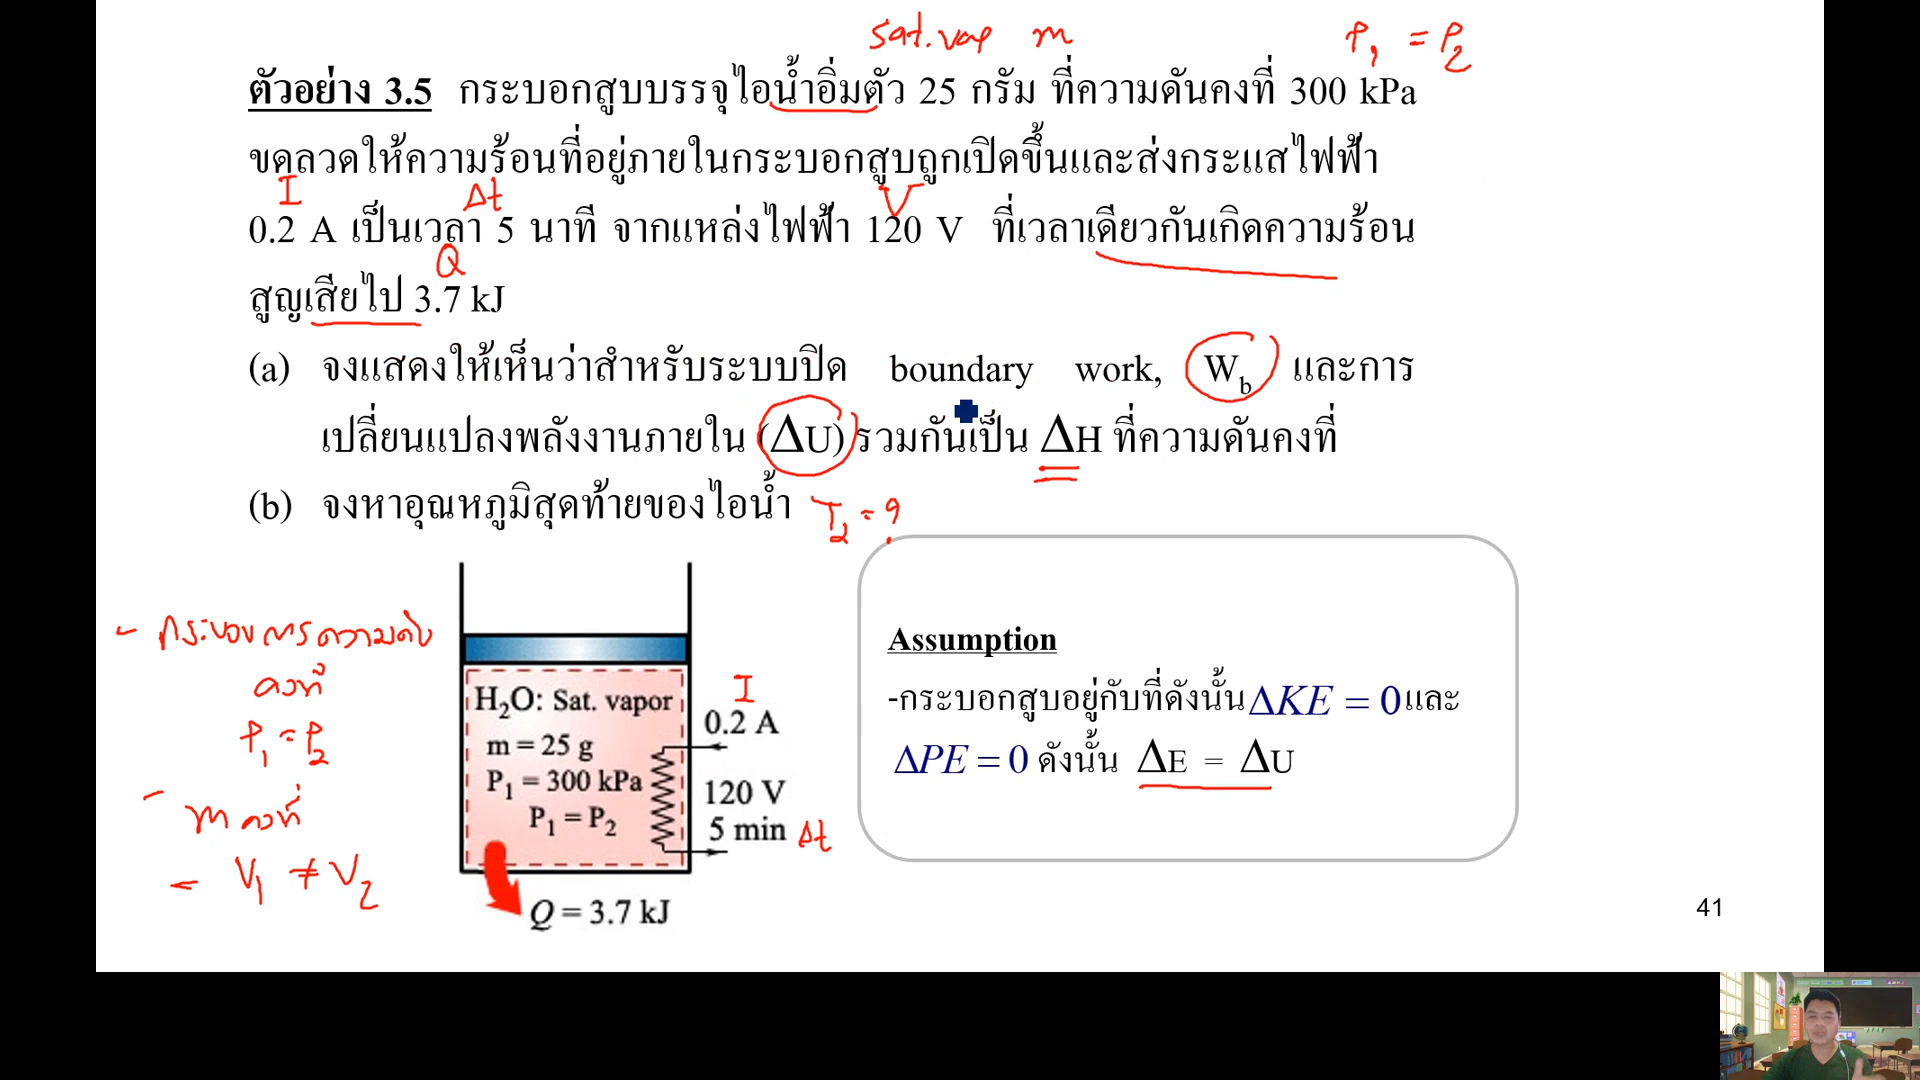 sat.vap m P₁ = P₂
ตัวอย่าง 3.5 กระบอกสูบบรรจุไอน้ำอิ่มตัว 25 กรัม ที่ความดันคงที่ 300 kPa
ขดลวดให้ความร้อนที่อยู่ภายในกระบอกสูบถูกเปิดขึ้นและส่งกระแสไฟฟ้า
I Δt V
0.2 A เป็นเวลา 5 นาที จากแหล่งไฟฟ้า 120 V ที่เวลาเดียวกันเกิดความร้อน
Q
สูญเสียไป 3.7 kJ
(a) จงแสดงให้เห็นว่าสำหรับระบบปิด boundary work, W_b และการ
เปลี่ยนแปลงพลังงานภายใน (ΔU) รวมกันเป็น ΔH ที่ความดันคงที่
(b) จงหาอุณหภูมิสุดท้ายของไอน้ำ T₂ = ?
- กระบวนการความดัน
คงที่
P₁ = P₂
- m คงที่
- V₁ ≠ V₂
H₂O: Sat. vapor
m = 25 g
P₁ = 300 kPa
P₁ = P₂
I
0.2 A
120 V
5 min Δt
Q = 3.7 kJ
Assumption
-กระบอกสูบอยู่กับที่ดังนั้น ΔKE = 0 และ
ΔPE = 0 ดังนั้น ΔE = ΔU
41